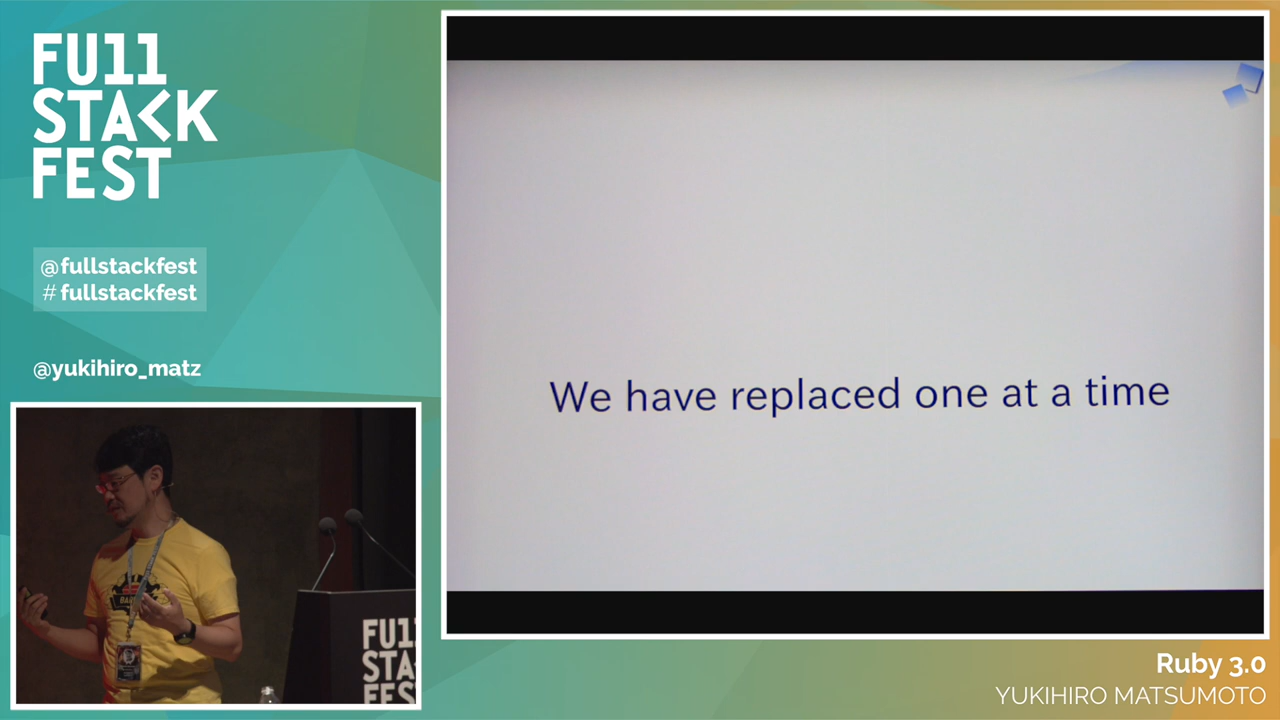 FU11
STACK
FEST
@fullstackfest
# fullstackfest
@yukihiro_matz
We have replaced one at a time
FU11
STA
FEST
Ruby 3.0
YUKIHIRO MATSUMOTO